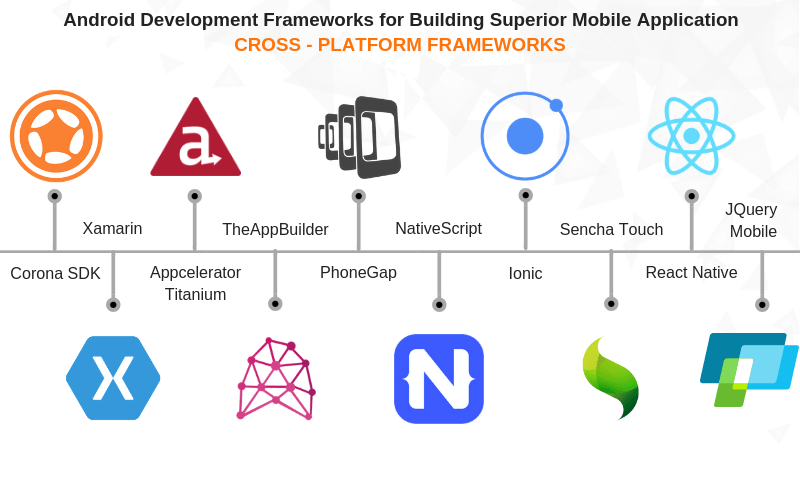 Android Development Frameworks for Building Superior Mobile Application
CROSS - PLATFORM FRAMEWORKS
a
JQuery
Mobile
Xamarin
TheAppBuilder
NativeScript
Sencha Touch
Corona SDK
Appcelerator
Titanium
PhoneGap
Ionic
React Native
X
N